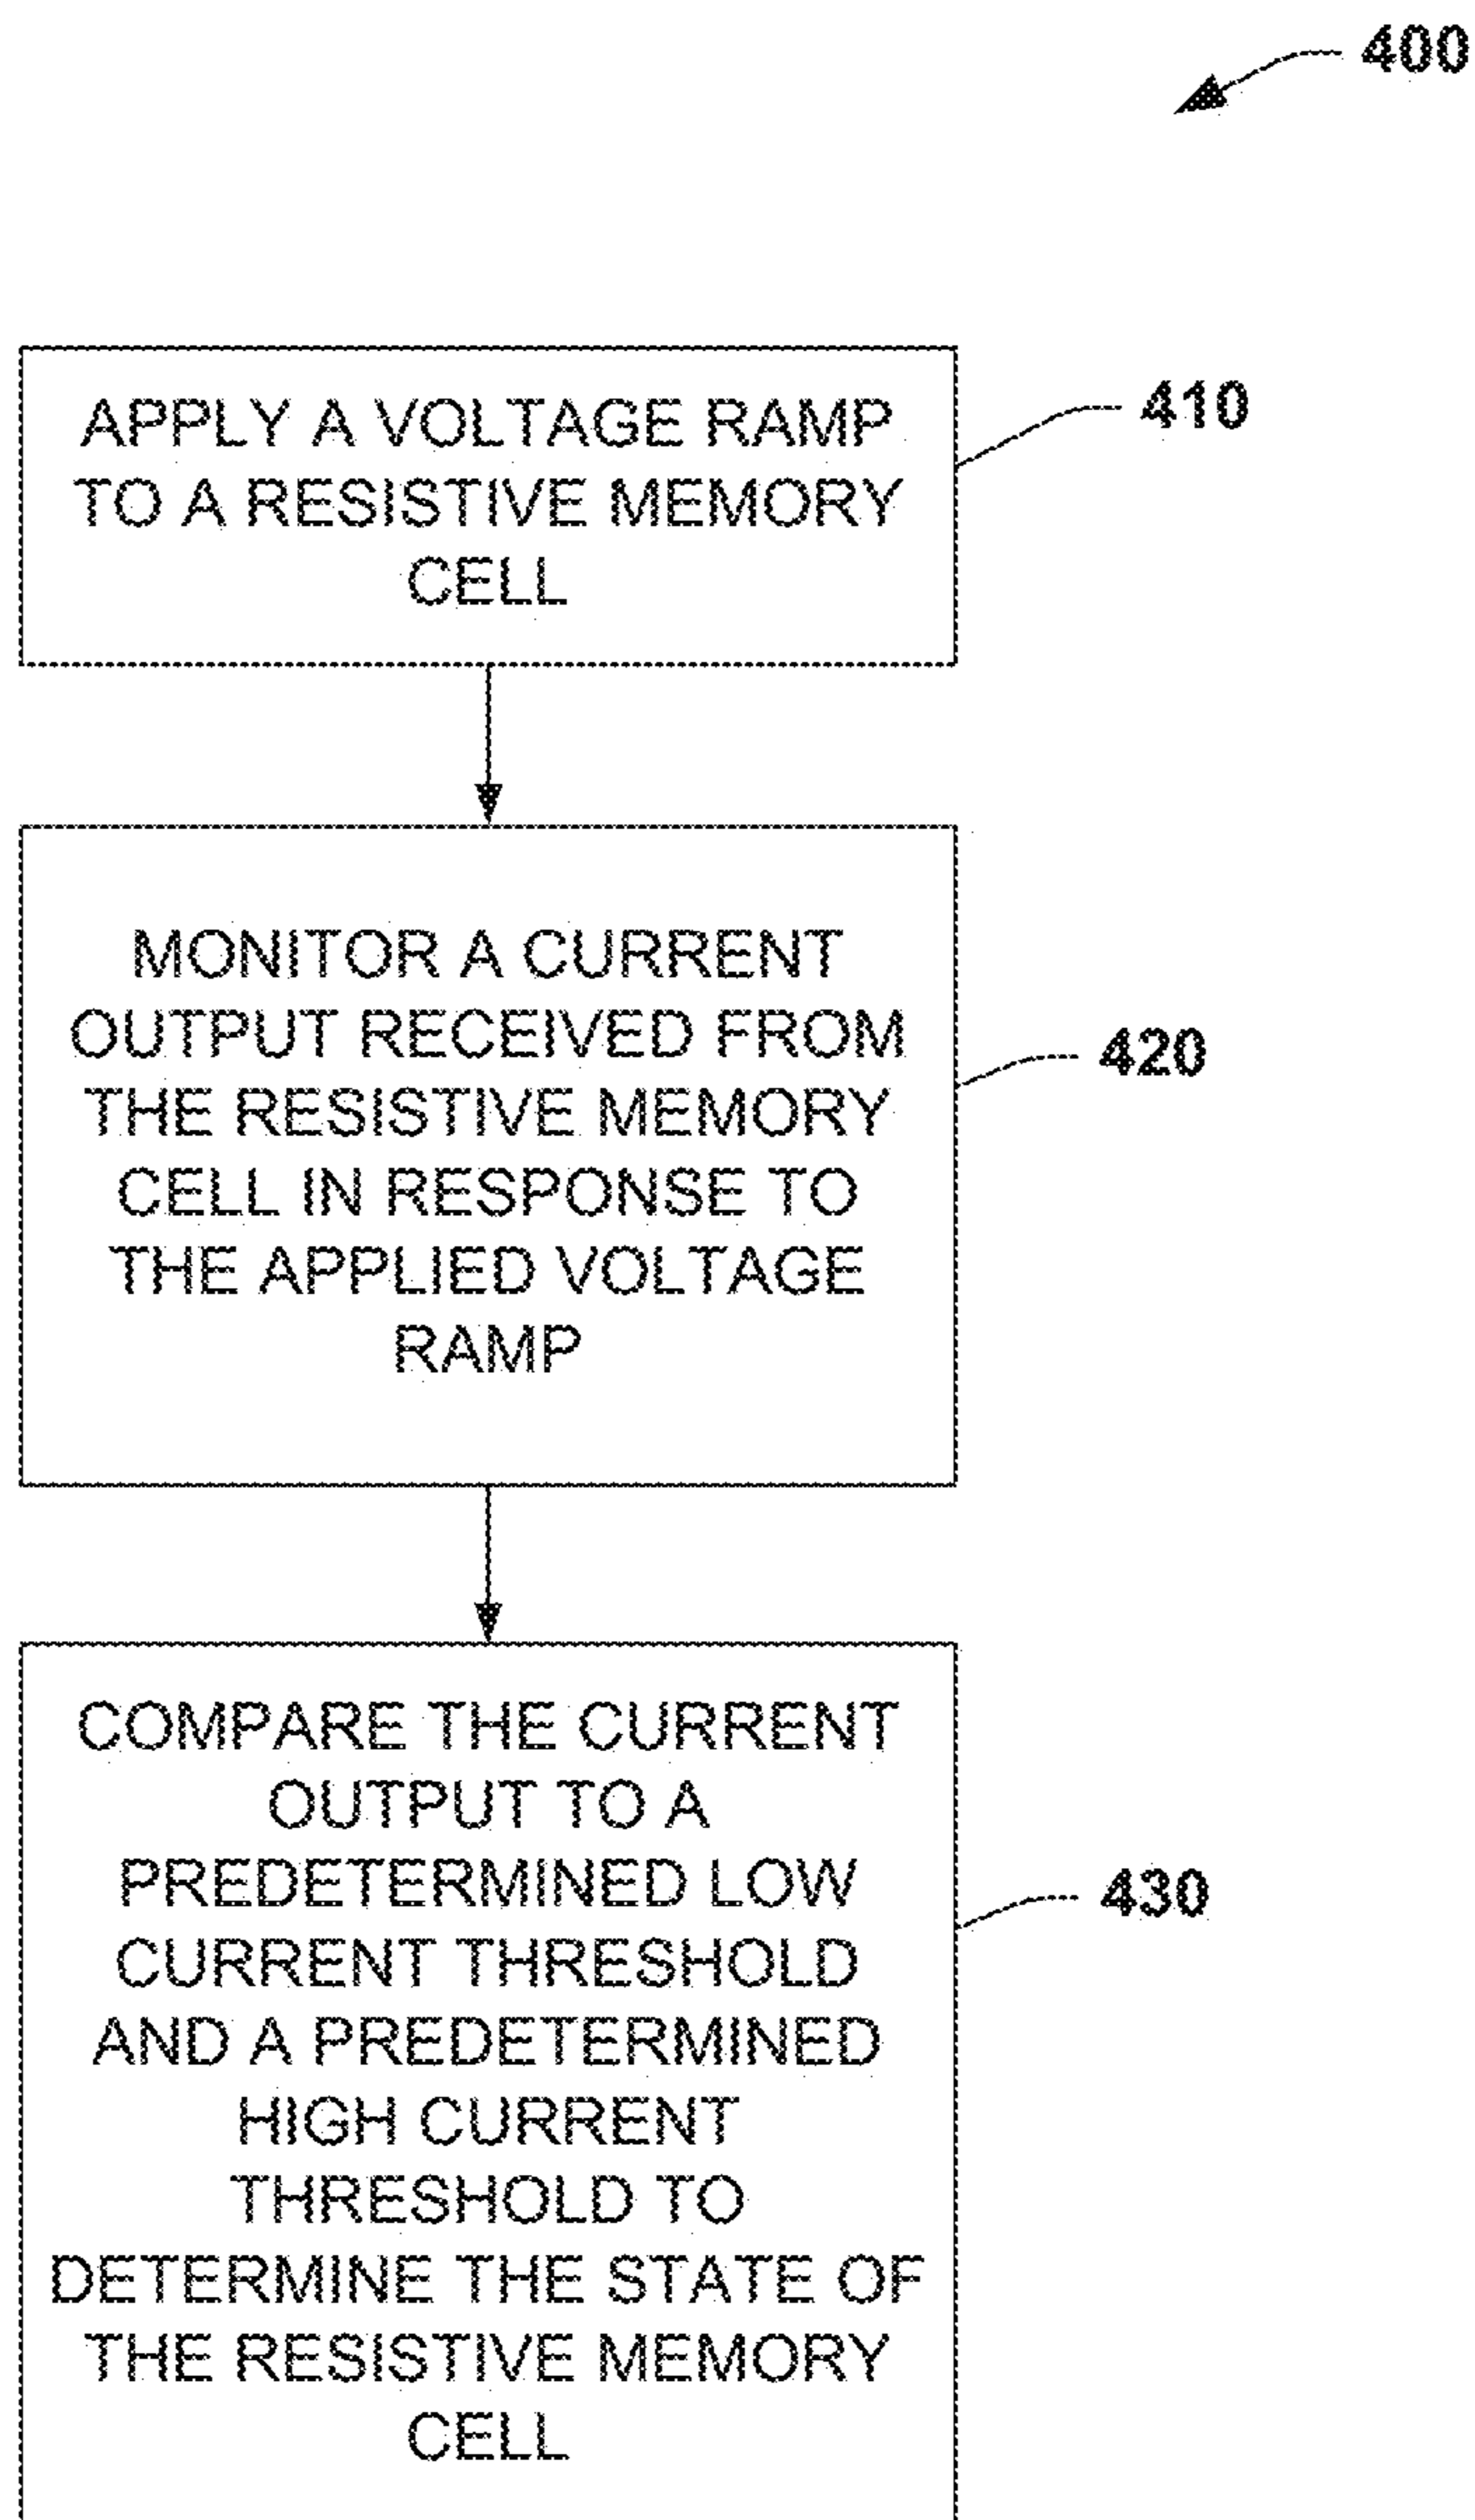 400
APPLY A VOLTAGE RAMP
TO A RESISTIVE MEMORY
CELL
410
MONITOR A CURRENT
OUTPUT RECEIVED FROM
THE RESISTIVE MEMORY
CELL IN RESPONSE TO
THE APPLIED VOLTAGE
RAMP
420
COMPARE THE CURRENT
OUTPUT TO A
PREDETERMINED LOW
CURRENT THRESHOLD
AND A PREDETERMINED
HIGH CURRENT
THRESHOLD TO
DETERMINE THE STATE OF
THE RESISTIVE MEMORY
CELL
430